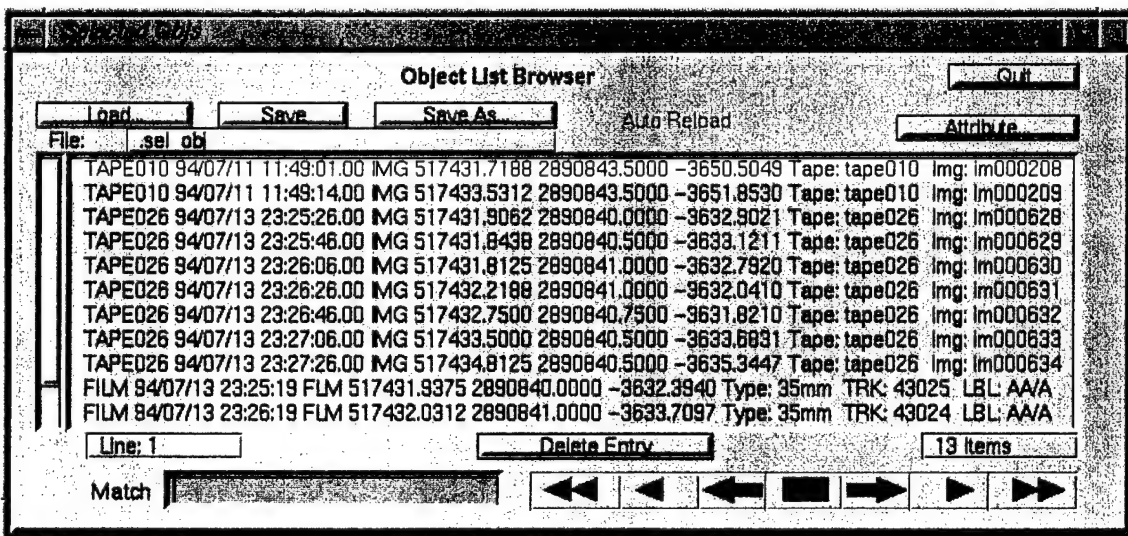 Selected Objs
Object List Browser
Quit
Load...
Save
Save As...
Auto Reload
Attribute...
File:
.sel_obj
TAPE010 94/07/11 11:49:01.00 IMG 517431.7188 2890843.5000 -3650.5049 Tape: tape010 Img: im000208
TAPE010 94/07/11 11:49:14.00 IMG 517433.5312 2890843.5000 -3651.8530 Tape: tape010 Img: im000209
TAPE026 94/07/13 23:25:26.00 IMG 517431.9062 2890840.0000 -3632.9021 Tape: tape026 Img: im000628
TAPE026 94/07/13 23:25:46.00 IMG 517431.8438 2890840.5000 -3633.1211 Tape: tape026 Img: im000629
TAPE026 94/07/13 23:26:06.00 IMG 517431.8125 2890841.0000 -3632.7920 Tape: tape026 Img: im000630
TAPE026 94/07/13 23:26:26.00 IMG 517432.2188 2890841.0000 -3632.0410 Tape: tape026 Img: im000631
TAPE026 94/07/13 23:26:46.00 IMG 517432.7500 2890840.7500 -3631.8210 Tape: tape026 Img: im000632
TAPE026 94/07/13 23:27:06.00 IMG 517433.5000 2890840.5000 -3633.6831 Tape: tape026 Img: im000633
TAPE026 94/07/13 23:27:26.00 IMG 517434.8125 2890840.5000 -3635.3447 Tape: tape026 Img: im000634
FILM 94/07/13 23:25:19 FLM 517431.9375 2890840.0000 -3632.3940 Type: 35mm TRK: 43025 LBL: AA/A
FILM 94/07/13 23:26:19 FLM 517432.0312 2890841.0000 -3633.7097 Type: 35mm TRK: 43024 LBL: AA/A
Line: 1
Delete Entry
13 Items
Match